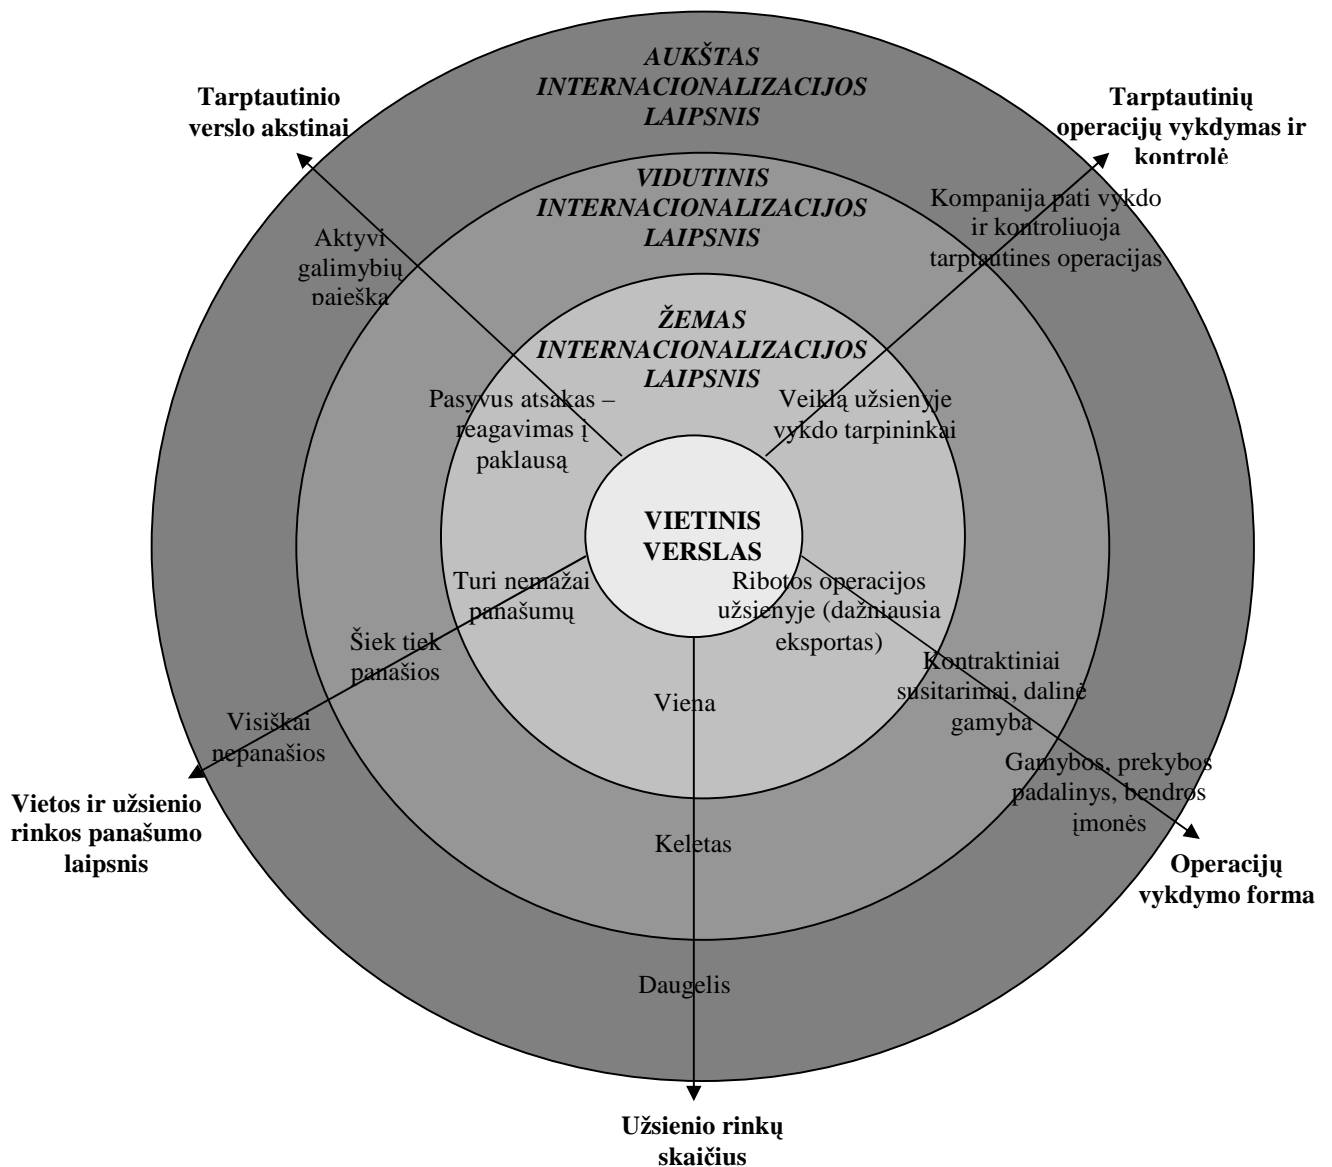 AUKŠTAS
INTERNACIONALIZACIJOS
LAIPSNIS
Tarptautinio
verslo akstinai
Tarptautinių
operacijų vykdymas ir
kontrolė
VIDUTINIS
INTERNACIONALIZACIJOS
LAIPSNIS
Kompanija pati vykdo
ir kontroliuoja
tarptautines operacijas
Aktyvi
galimybių
paieška
ŽEMAS
INTERNACIONALIZACIJOS
LAIPSNIS
Pasyvus atsakas –
reagavimas į
paklausą
Veiklą užsienyje
vykdo tarpininkai
VIETINIS
VERSLAS
Turi nemažai
panašumų
Ribotos operacijos
užsienyje (dažniausia
eksportas)
Šiek tiek
panašios
Kontraktiniai
susitarimai, dalinė
gamyba
Viena
Visiškai
nepanašios
Gamybos, prekybos
padalinys, bendros
įmonės
Vietos ir užsienio
rinkos panašumo
laipsnis
Keletas
Operacijų
vykdymo forma
Daugelis
Užsienio rinkų
skaičius